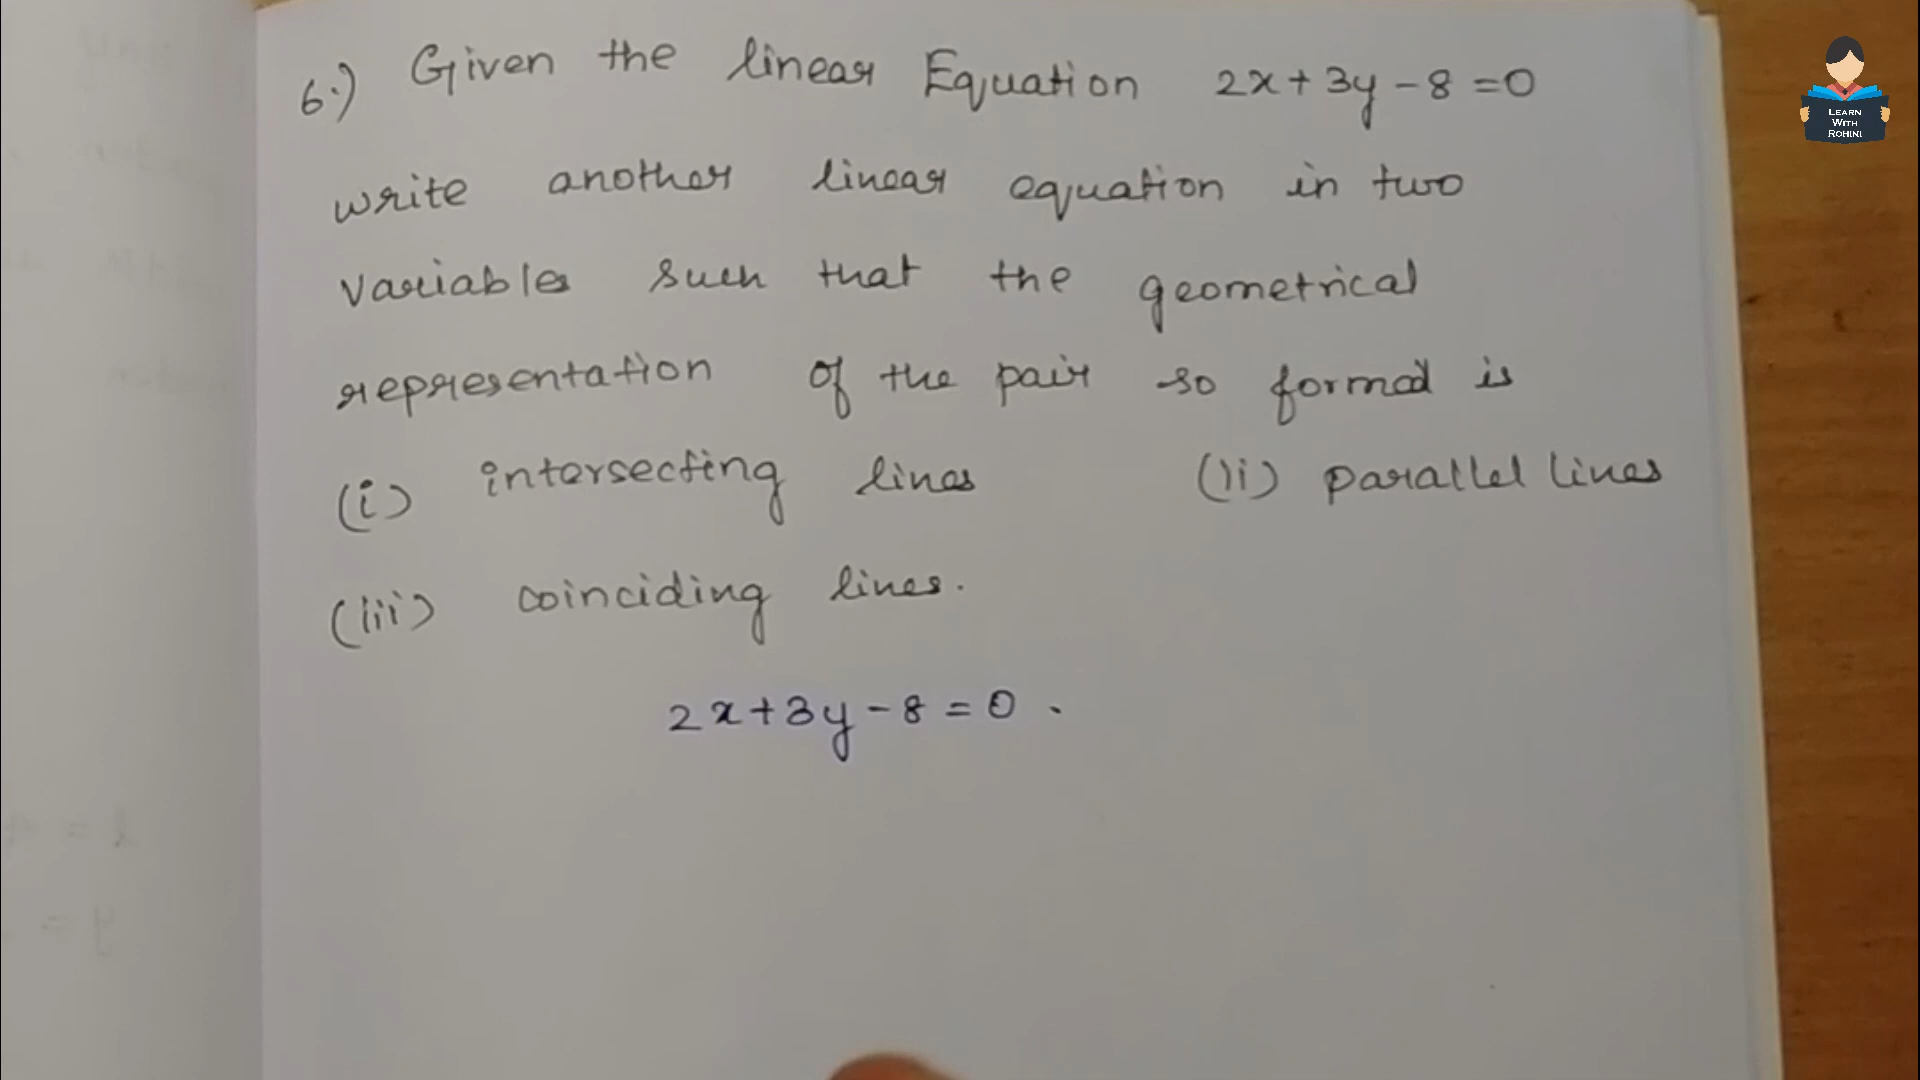 6.) Given the linear Equation 2x + 3y - 8 = 0
write another linear equation in two
variables such that the geometrical
representation of the pair so formed is
(i) intersecting lines (ii) parallel lines
(iii) coinciding lines.
2x + 3y - 8 = 0 .
LEARN
WITH
ROHINI